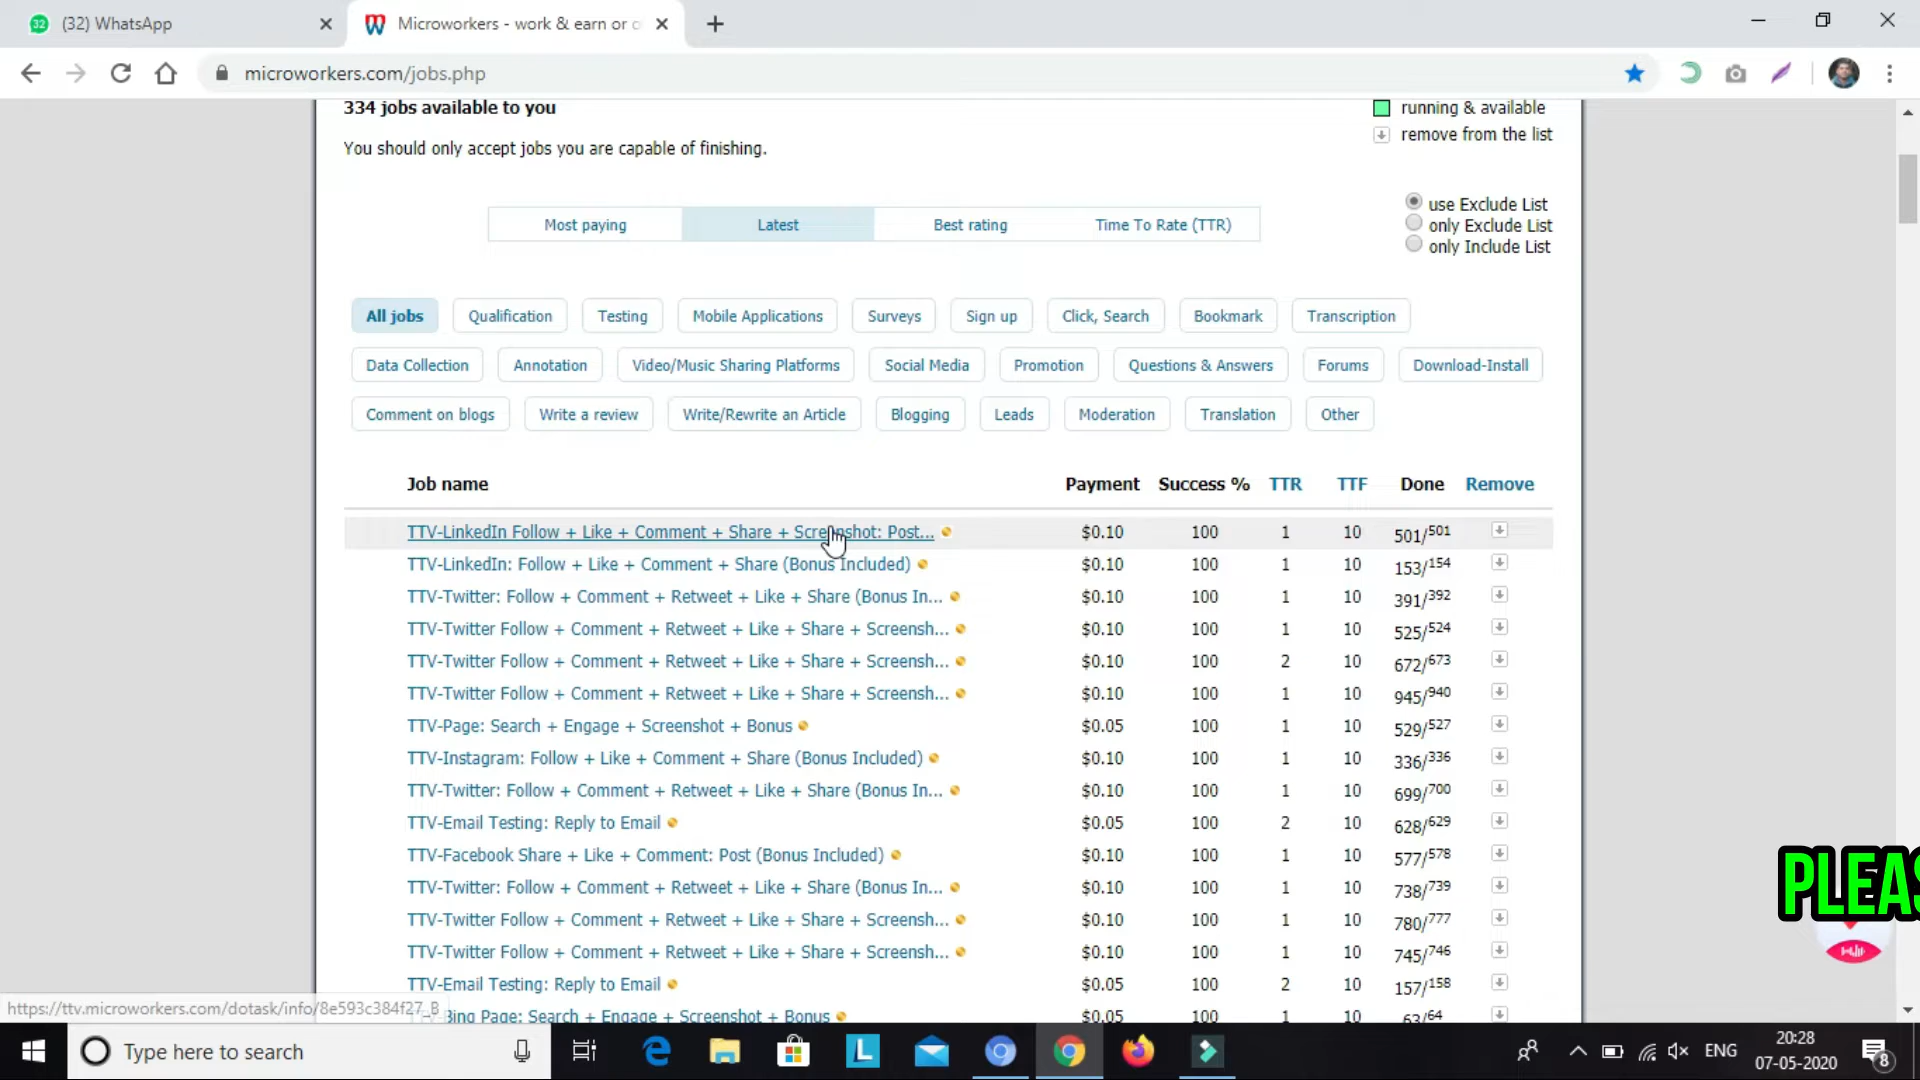 (32) WhatsApp
Microworkers - work & earn or o
microworkers.com/jobs.php
334 jobs available to you
running & available
remove from the list
You should only accept jobs you are capable of finishing.
Most paying Latest Best rating Time To Rate (TTR)
use Exclude List
only Exclude List
only Include List
All jobs Qualification Testing Mobile Applications Surveys Sign up Click, Search Bookmark Transcription
Data Collection Annotation Video/Music Sharing Platforms Social Media Promotion Questions & Answers Forums Download-Install
Comment on blogs Write a review Write/Rewrite an Article Blogging Leads Moderation Translation Other
Job name Payment Success % TTR TTF Done Remove
TTV-LinkedIn Follow + Like + Comment + Share + Screenshot: Post... $0.10 100 1 10 501/501
TTV-LinkedIn: Follow + Like + Comment + Share (Bonus Included) $0.10 100 1 10 153/154
TTV-Twitter: Follow + Comment + Retweet + Like + Share (Bonus In... $0.10 100 1 10 391/392
TTV-Twitter Follow + Comment + Retweet + Like + Share + Screensh... $0.10 100 1 10 525/524
TTV-Twitter Follow + Comment + Retweet + Like + Share + Screensh... $0.10 100 2 10 672/673
TTV-Twitter Follow + Comment + Retweet + Like + Share + Screensh... $0.10 100 1 10 945/940
TTV-Page: Search + Engage + Screenshot + Bonus $0.05 100 1 10 529/527
TTV-Instagram: Follow + Like + Comment + Share (Bonus Included) $0.10 100 1 10 336/336
TTV-Twitter: Follow + Comment + Retweet + Like + Share (Bonus In... $0.10 100 1 10 699/700
TTV-Email Testing: Reply to Email $0.05 100 2 10 628/629
TTV-Facebook Share + Like + Comment: Post (Bonus Included) $0.10 100 1 10 577/578
TTV-Twitter: Follow + Comment + Retweet + Like + Share (Bonus In... $0.10 100 1 10 738/739
PLEAS
TTV-Twitter Follow + Comment + Retweet + Like + Share + Screensh... $0.10 100 1 10 780/777
TTV-Twitter Follow + Comment + Retweet + Like + Share + Screensh... $0.10 100 1 10 745/746
TTV-Email Testing: Reply to Email $0.05 100 2 10 157/158
https://ttv.microworkers.com/dotask/info/8e593c384f27_B
Bing Page: Search + Engage + Screenshot + Bonus $0.05 100 1 10 63/64
Type here to search
ENG
20:28
07-05-2020
8